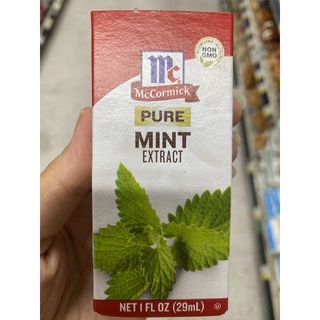 NON
GMO
Mc
McCormick
PURE
MINT
EXTRACT
NET 1 FL OZ (29mL)
U